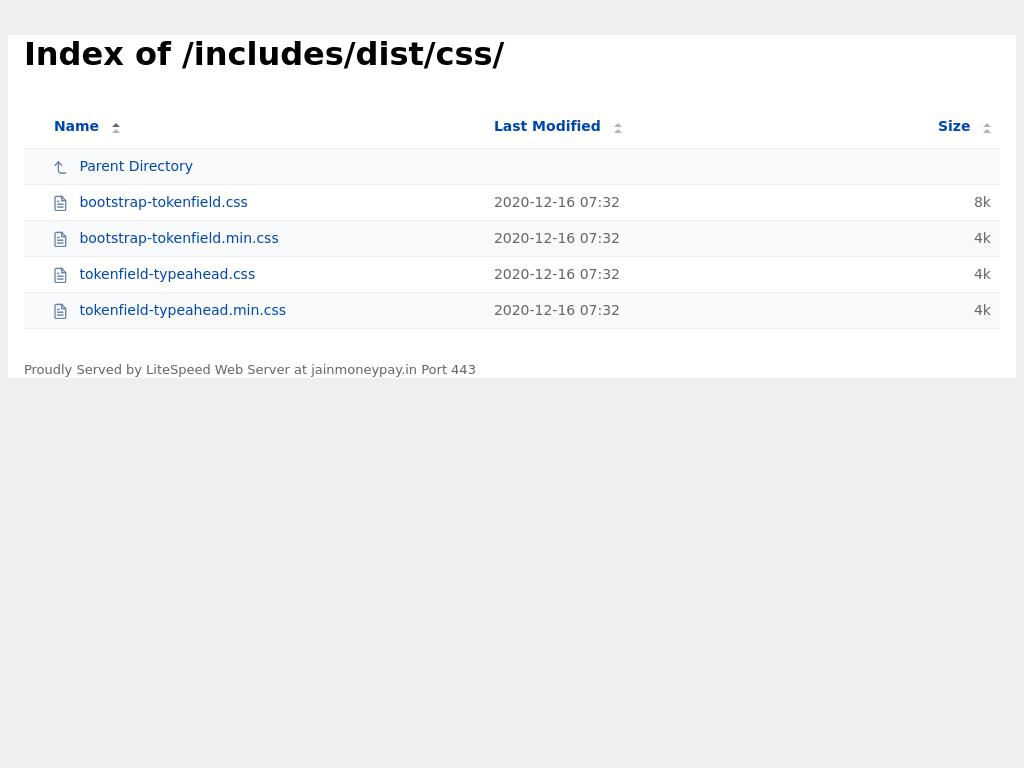 Index of /includes/dist/css/
Name Last Modified Size
Parent Directory
bootstrap-tokenfield.css 2020-12-16 07:32 8k
bootstrap-tokenfield.min.css 2020-12-16 07:32 4k
tokenfield-typeahead.css 2020-12-16 07:32 4k
tokenfield-typeahead.min.css 2020-12-16 07:32 4k
Proudly Served by LiteSpeed Web Server at jainmoneypay.in Port 443